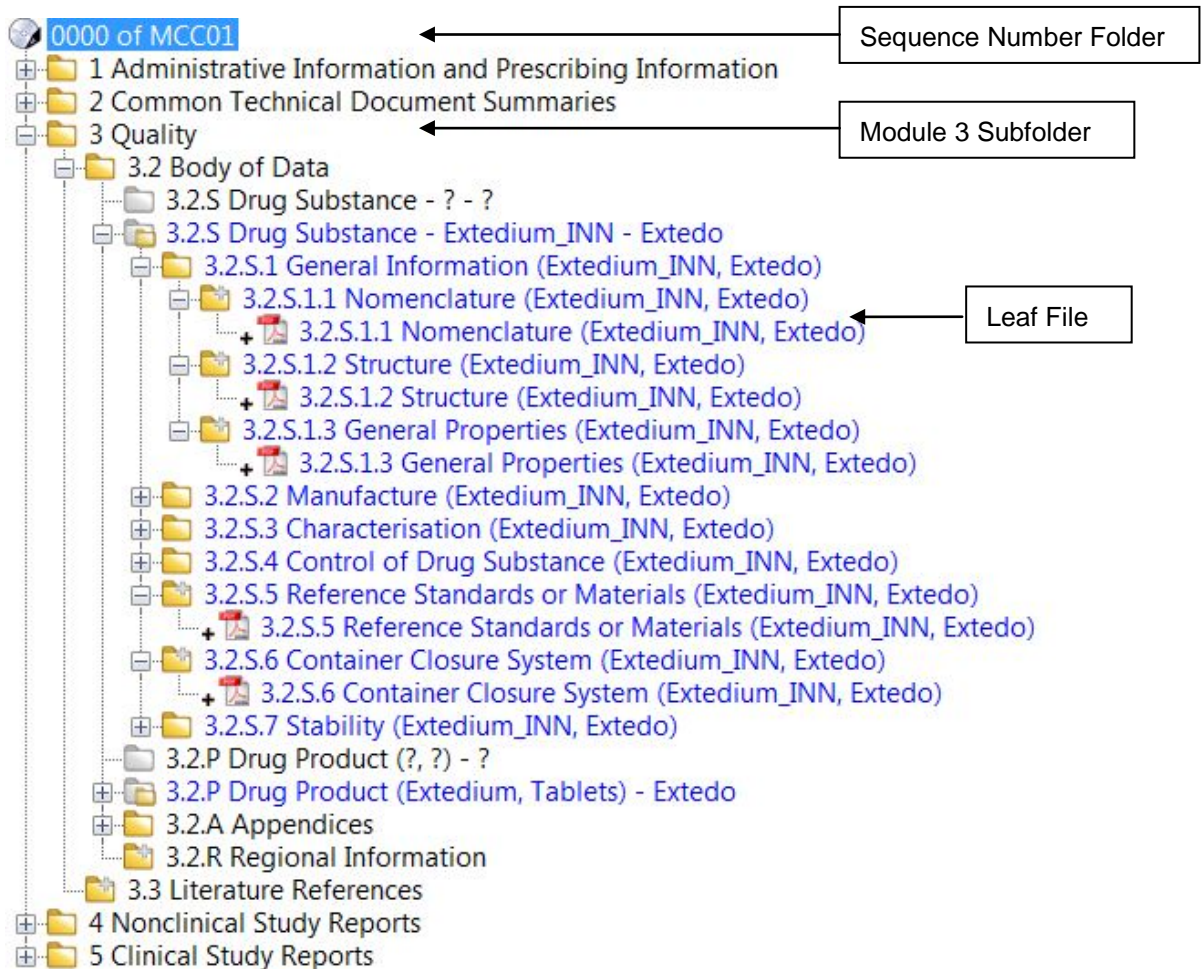 0000 of MCC01
Sequence Number Folder
1 Administrative Information and Prescribing Information
2 Common Technical Document Summaries
3 Quality
Module 3 Subfolder
3.2 Body of Data
3.2.S Drug Substance - ? - ?
3.2.S Drug Substance - Extedium_INN - Extedo
3.2.S.1 General Information (Extedium_INN, Extedo)
3.2.S.1.1 Nomenclature (Extedium_INN, Extedo)
3.2.S.1.1 Nomenclature (Extedium_INN, Extedo)
Leaf File
3.2.S.1.2 Structure (Extedium_INN, Extedo)
3.2.S.1.2 Structure (Extedium_INN, Extedo)
3.2.S.1.3 General Properties (Extedium_INN, Extedo)
3.2.S.1.3 General Properties (Extedium_INN, Extedo)
3.2.S.2 Manufacture (Extedium_INN, Extedo)
3.2.S.3 Characterisation (Extedium_INN, Extedo)
3.2.S.4 Control of Drug Substance (Extedium_INN, Extedo)
3.2.S.5 Reference Standards or Materials (Extedium_INN, Extedo)
3.2.S.5 Reference Standards or Materials (Extedium_INN, Extedo)
3.2.S.6 Container Closure System (Extedium_INN, Extedo)
3.2.S.6 Container Closure System (Extedium_INN, Extedo)
3.2.S.7 Stability (Extedium_INN, Extedo)
3.2.P Drug Product (?, ?) - ?
3.2.P Drug Product (Extedium, Tablets) - Extedo
3.2.A Appendices
3.2.R Regional Information
3.3 Literature References
4 Nonclinical Study Reports
5 Clinical Study Reports